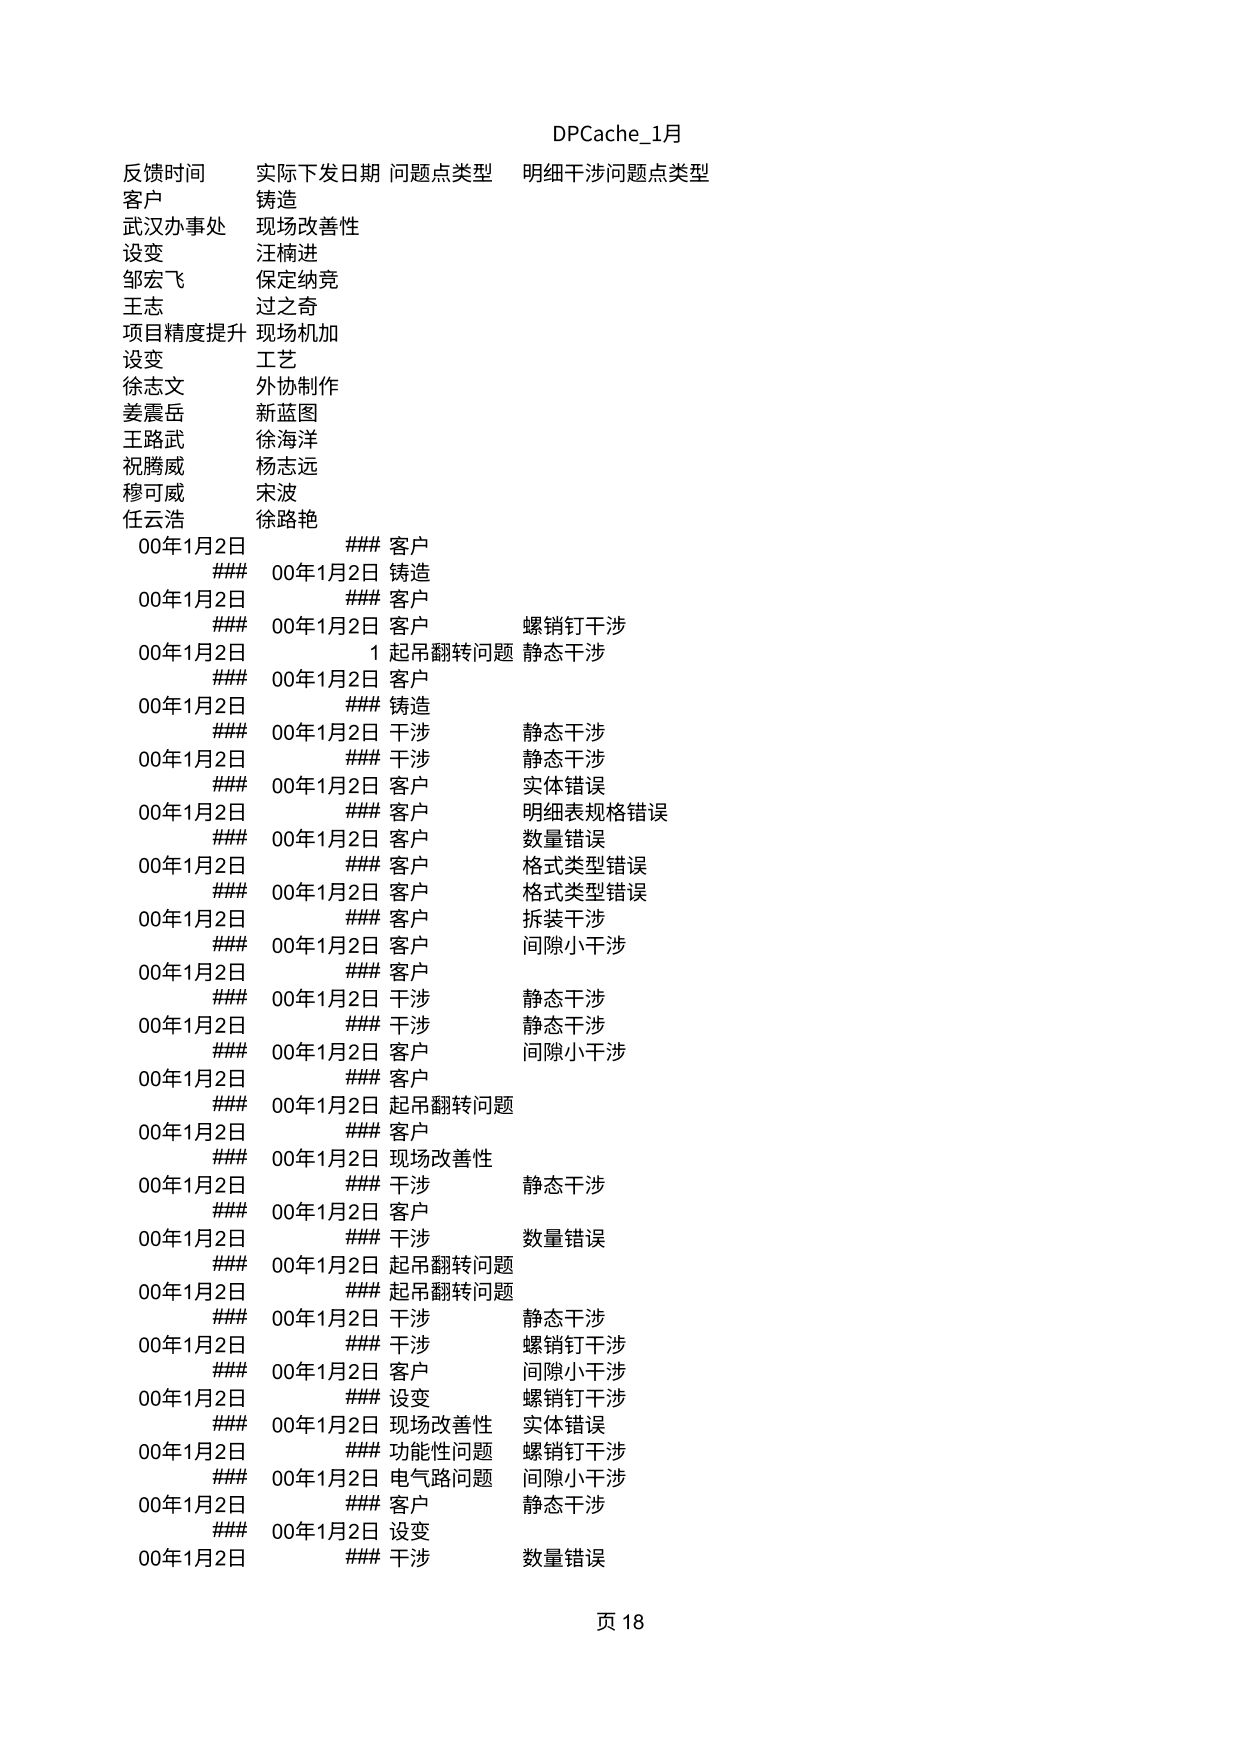 DPCache_1月
反馈时间 实际下发日期 问题点类型 明细干涉问题点类型
客户 铸造
武汉办事处 现场改善性
设变 汪楠进
邹宏飞 保定纳竞
王志 过之奇
项目精度提升 现场机加
设变 工艺
徐志文 外协制作
姜震岳 新蓝图
王路武 徐海洋
祝腾威 杨志远
穆可威 宋波
任云浩 徐路艳
00年1月2日 ### 客户
### 00年1月2日 铸造
00年1月2日 ### 客户
### 00年1月2日 客户 螺销钉干涉
00年1月2日 1 起吊翻转问题 静态干涉
### 00年1月2日 客户
00年1月2日 ### 铸造
### 00年1月2日 干涉 静态干涉
00年1月2日 ### 干涉 静态干涉
### 00年1月2日 客户 实体错误
00年1月2日 ### 客户 明细表规格错误
### 00年1月2日 客户 数量错误
00年1月2日 ### 客户 格式类型错误
### 00年1月2日 客户 格式类型错误
00年1月2日 ### 客户 拆装干涉
### 00年1月2日 客户 间隙小干涉
00年1月2日 ### 客户
### 00年1月2日 干涉 静态干涉
00年1月2日 ### 干涉 静态干涉
### 00年1月2日 客户 间隙小干涉
00年1月2日 ### 客户
### 00年1月2日 起吊翻转问题
00年1月2日 ### 客户
### 00年1月2日 现场改善性
00年1月2日 ### 干涉 静态干涉
### 00年1月2日 客户
00年1月2日 ### 干涉 数量错误
### 00年1月2日 起吊翻转问题
00年1月2日 ### 起吊翻转问题
### 00年1月2日 干涉 静态干涉
00年1月2日 ### 干涉 螺销钉干涉
### 00年1月2日 客户 间隙小干涉
00年1月2日 ### 设变 螺销钉干涉
### 00年1月2日 现场改善性 实体错误
00年1月2日 ### 功能性问题 螺销钉干涉
### 00年1月2日 电气路问题 间隙小干涉
00年1月2日 ### 客户 静态干涉
### 00年1月2日 设变
00年1月2日 ### 干涉 数量错误
页 18